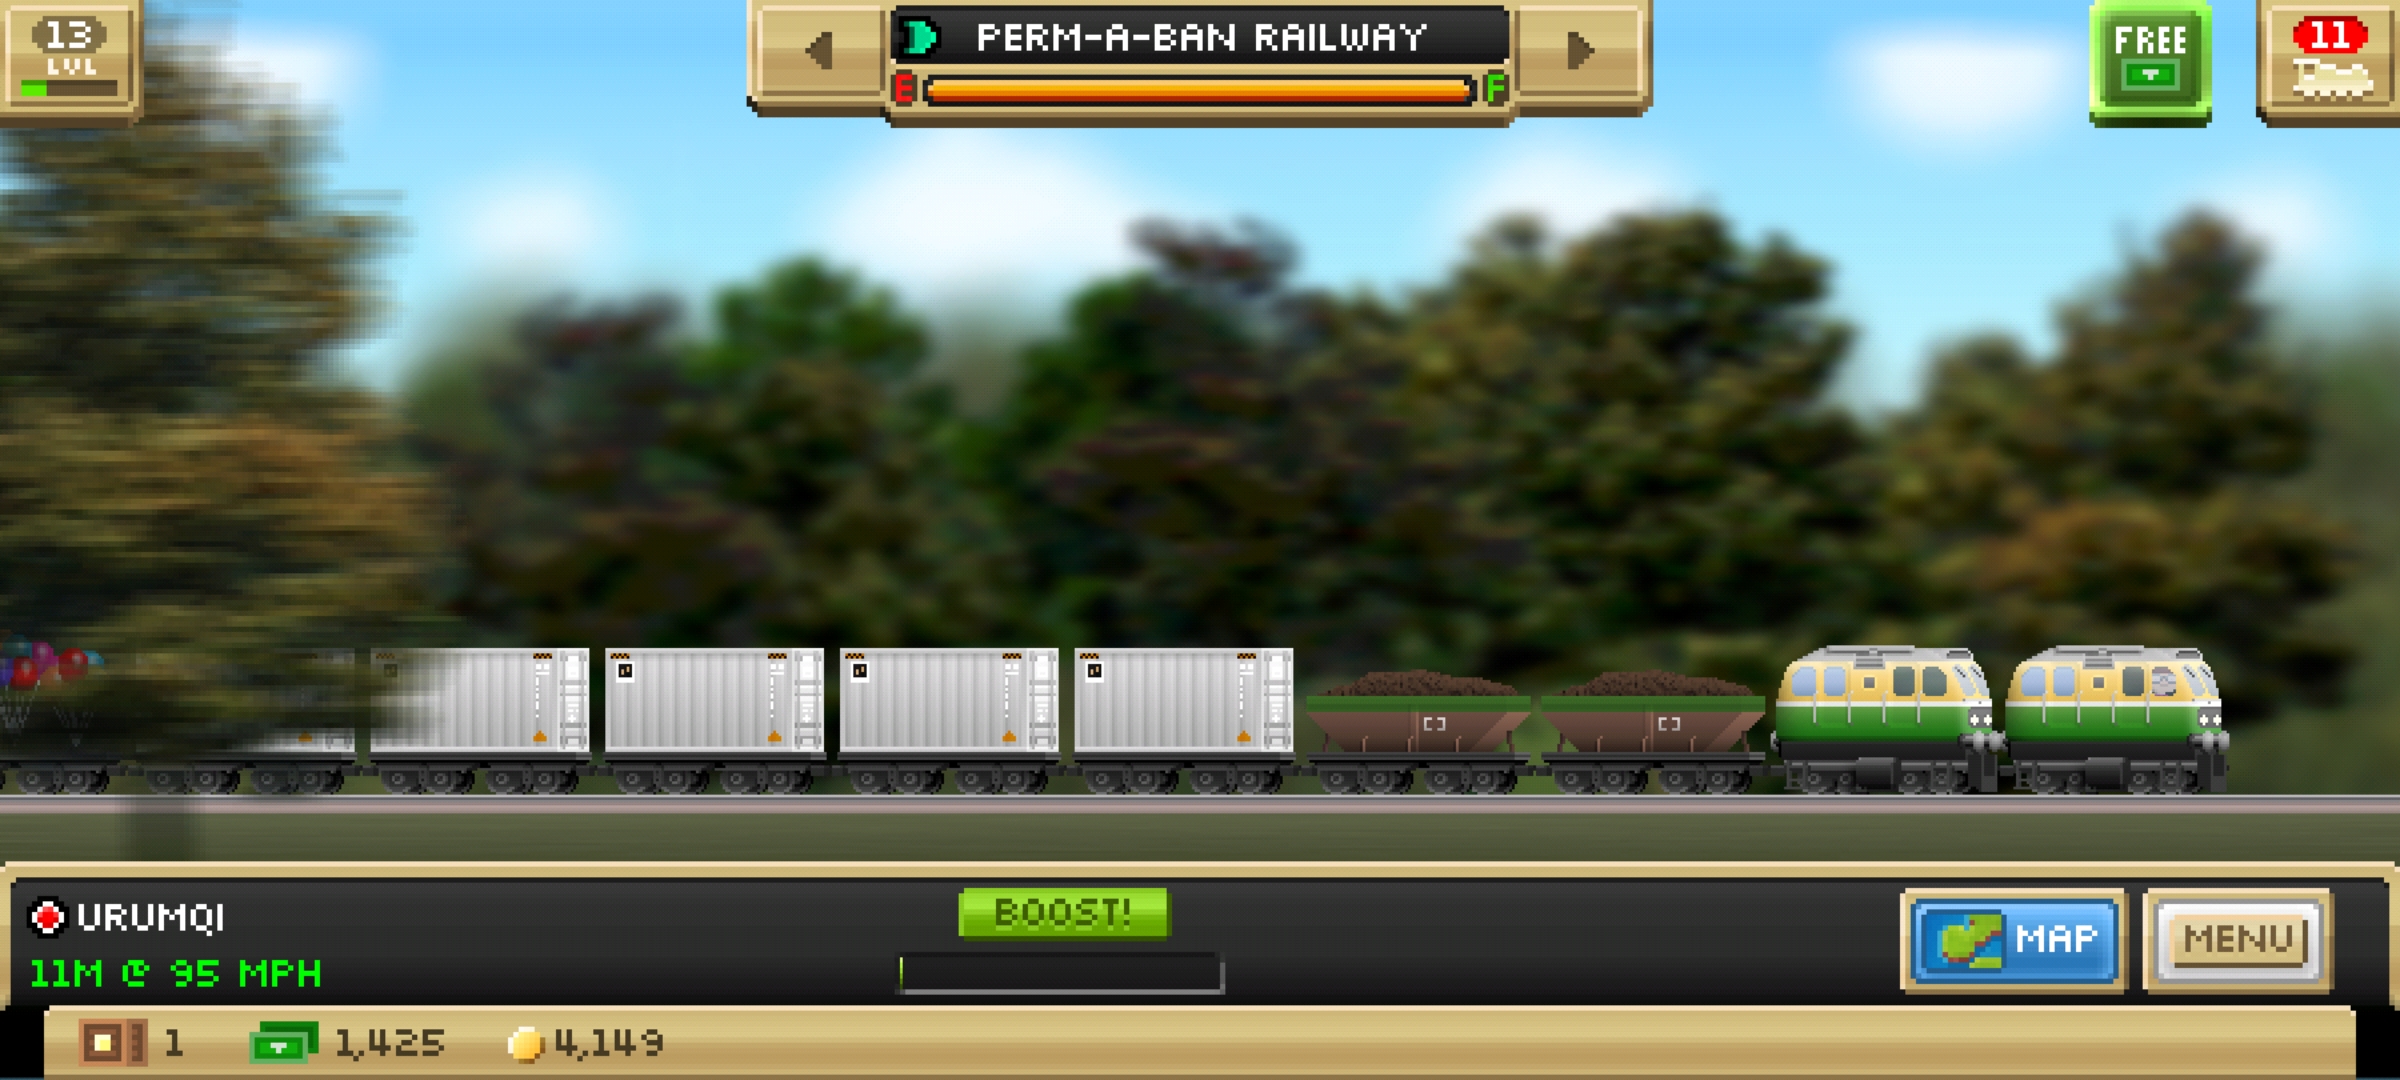 13
LVL
PERM-A-BAN RAILWAY
E F
FREE
11
URUMQI
11M @ 95 MPH
BOOST!
MAP
MENU
1 1,425 4,149